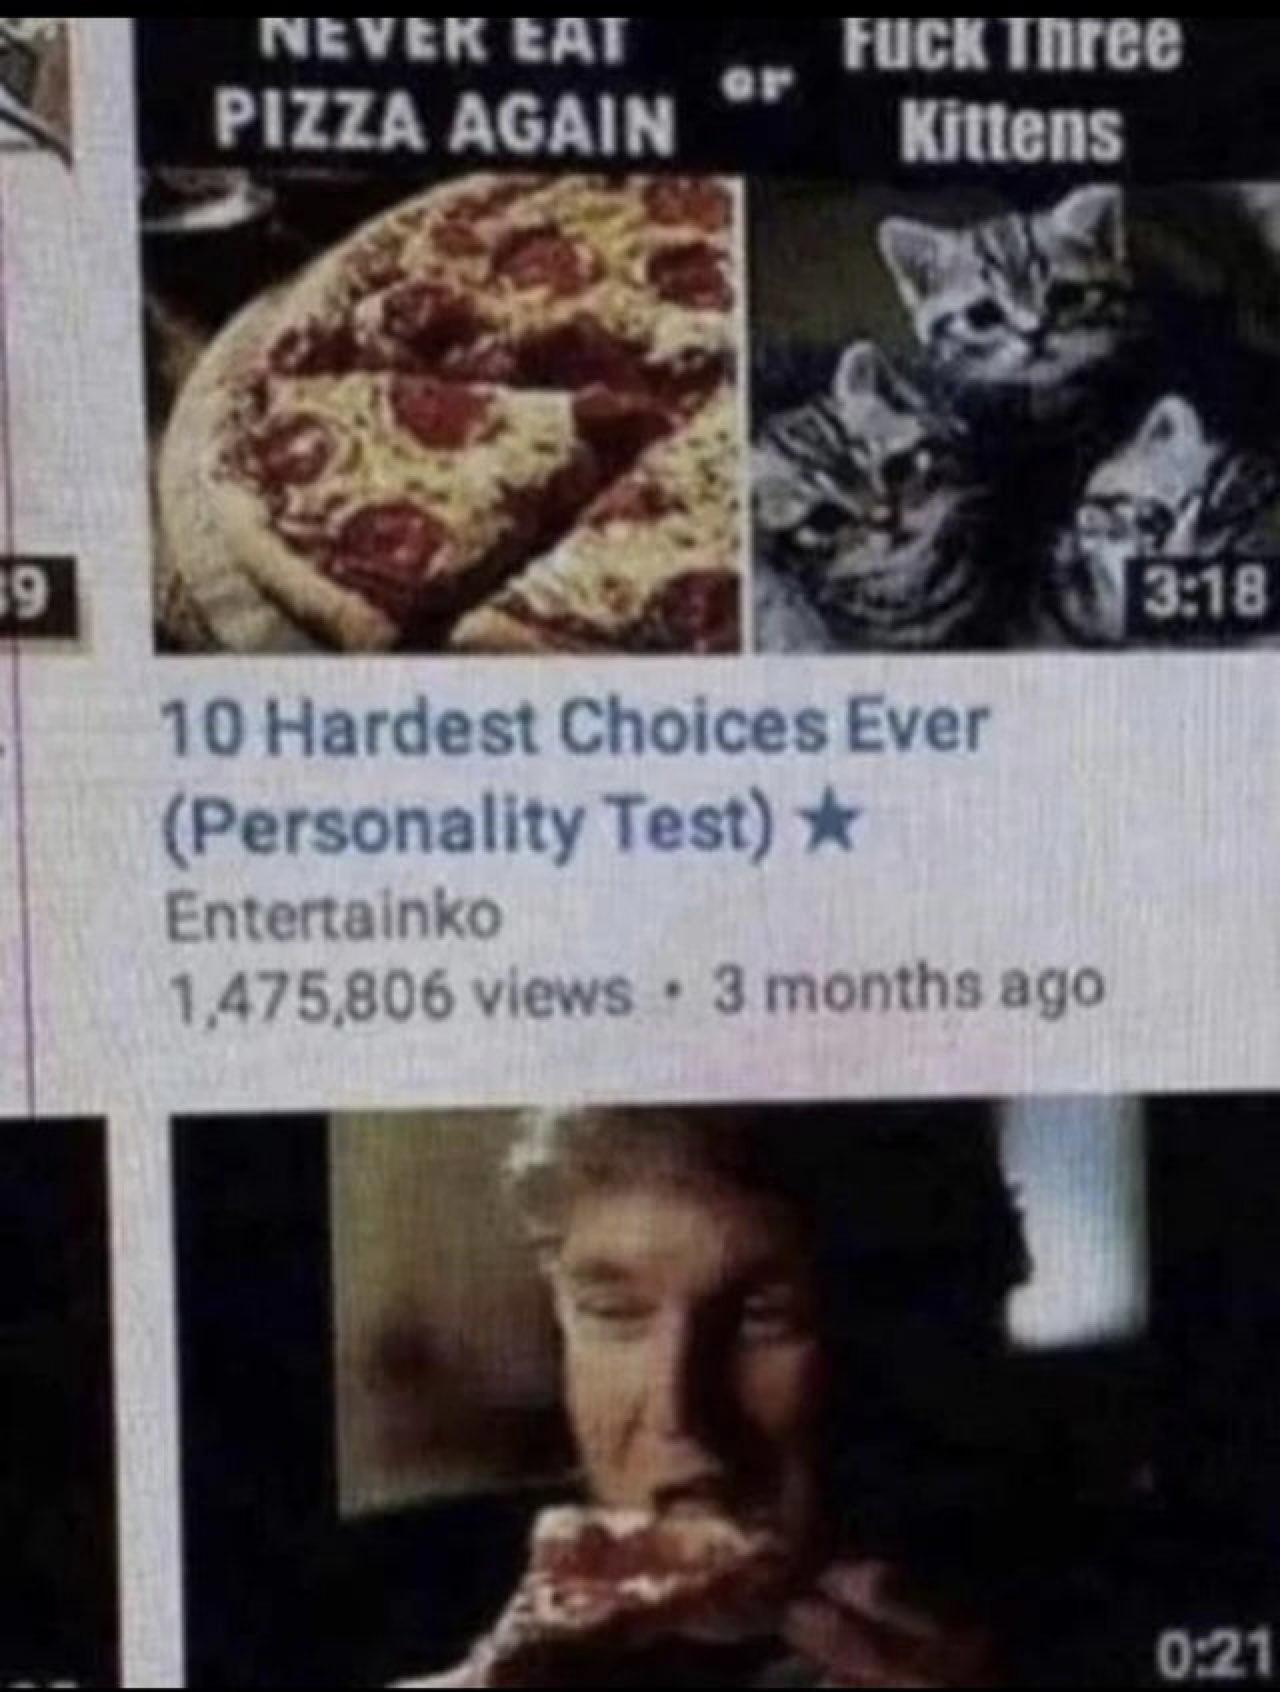 NEVER EAT
PIZZA AGAIN
or
Fuck Three
Kittens
3:18
10 Hardest Choices Ever
(Personality Test) ★
Entertainko
1,475,806 views • 3 months ago
0:21